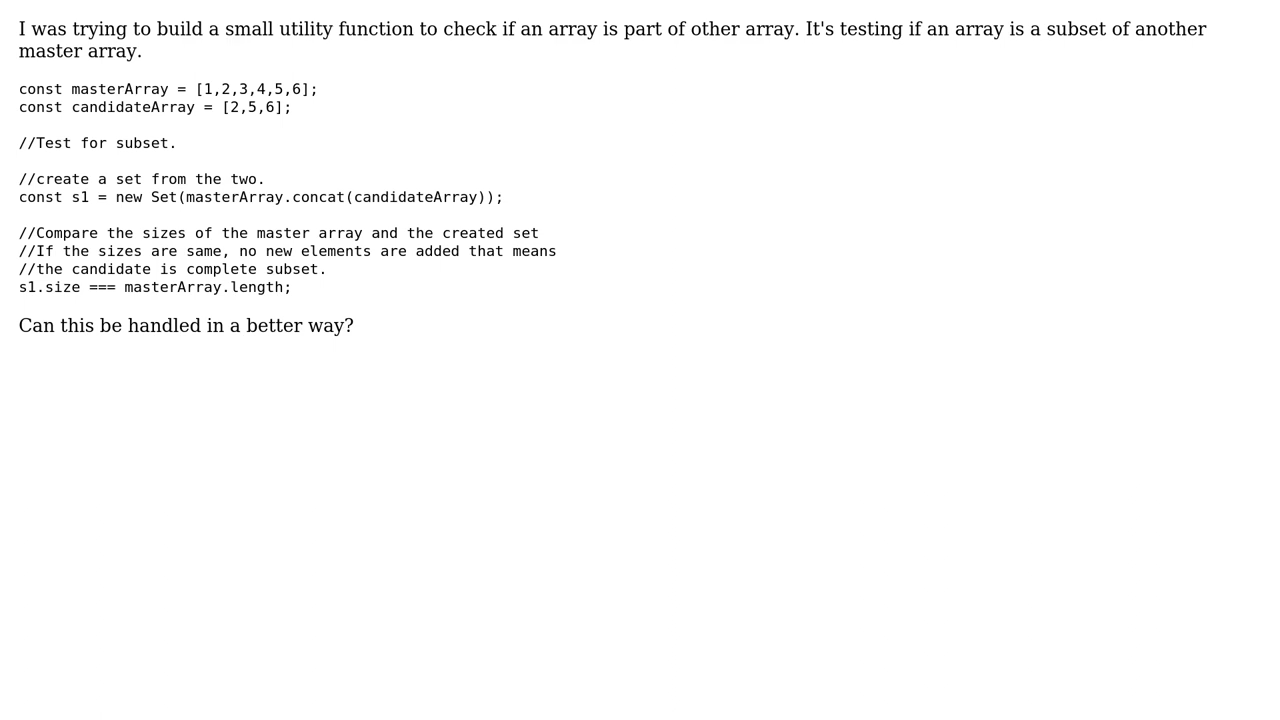 I was trying to build a small utility function to check if an array is part of other array. It's testing if an array is a subset of another
master array.
const masterArray = [1,2,3,4,5,6];
const candidateArray = [2,5,6];
//Test for subset.
//create a set from the two.
const s1 = new Set(masterArray.concat(candidateArray));
//Compare the sizes of the master array and the created set
//If the sizes are same, no new elements are added that means
//the candidate is complete subset.
s1.size === masterArray.length;
Can this be handled in a better way?